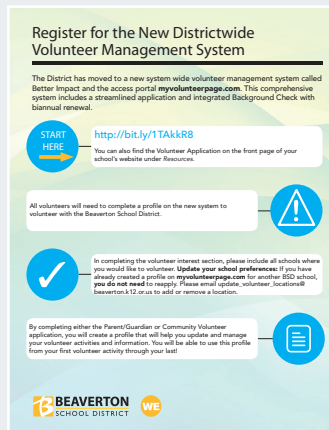 Register for the New Districtwide
Volunteer Management System
The District has moved to a new system wide volunteer management system called
Better Impact and the access portal myvolunteerpage.com. This comprehensive
system includes a streamlined application and integrated Background Check with
biannual renewal.
START
HERE
http://bit.ly/1TAkkR8
You can also find the Volunteer Application on the front page of your
school's website under Resources.
All volunteers will need to complete a profile on the new system to
volunteer with the Beaverton School District.
In completing the volunteer interest section, please include all schools where
you would like to volunteer. Update your school preferences: If you have
already created a profile on myvolunteerpage.com for another BSD school,
you do not need to reapply. Please email update_volunteer_locations@
beaverton.k12.or.us to add or remove a location.
By completing either the Parent/Guardian or Community Volunteer
application, you will create a profile that will help you update and manage
your volunteer activities and information. You will be able to use this profile
from your first volunteer activity through your last!
BEAVERTON
SCHOOL DISTRICT
WE